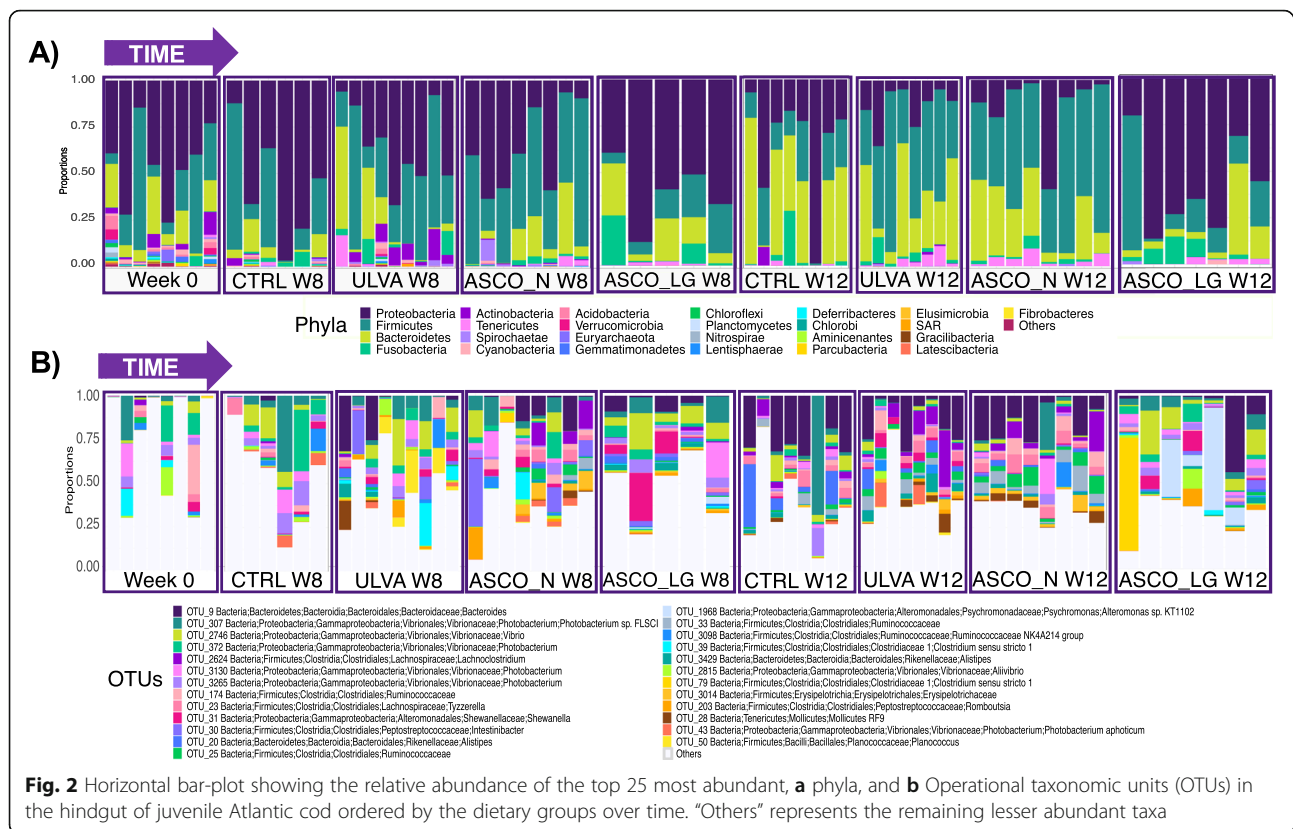 A)
TIME
1.00
0.75
0.50
0.25
0.00
Proportions
Week 0 CTRL W8 ULVA W8 ASCO_N W8 ASCO_LG W8 CTRL W12 ULVA W12 ASCO_N W12 ASCO_LG W12
Phyla
Proteobacteria Actinobacteria Acidobacteria Chloroflexi Deferribacteres Elusimicrobia Fibrobacteres
Firmicutes Tenericutes Verrucomicrobia Planctomycetes Chlorobi SAR Others
Bacteroidetes Spirochaetae Euryarchaeota Nitrospirae Aminicenantes Gracilibacteria
Fusobacteria Cyanobacteria Gemmatimonadetes Lentisphaerae Parcubacteria Latescibacteria
B)
TIME
1.00
0.75
0.50
0.25
0.00
Proportions
Week 0 CTRL W8 ULVA W8 ASCO_N W8 ASCO_LG W8 CTRL W12 ULVA W12 ASCO_N W12 ASCO_LG W12
OTUs
OTU_9 Bacteria;Bacteroidetes;Bacteroidia;Bacteroidales;Bacteroidaceae;Bacteroides
OTU_307 Bacteria;Proteobacteria;Gammaproteobacteria;Vibrionales;Vibrionaceae;Photobacterium;Photobacterium sp. FLSCI
OTU_2746 Bacteria;Proteobacteria;Gammaproteobacteria;Vibrionales;Vibrionaceae;Vibrio
OTU_372 Bacteria;Proteobacteria;Gammaproteobacteria;Vibrionales;Vibrionaceae;Photobacterium
OTU_2624 Bacteria;Firmicutes;Clostridia;Clostridiales;Lachnospiraceae;Lachnoclostridium
OTU_3130 Bacteria;Proteobacteria;Gammaproteobacteria;Vibrionales;Vibrionaceae;Photobacterium
OTU_3265 Bacteria;Proteobacteria;Gammaproteobacteria;Vibrionales;Vibrionaceae;Photobacterium
OTU_174 Bacteria;Firmicutes;Clostridia;Clostridiales;Ruminococcaceae
OTU_23 Bacteria;Firmicutes;Clostridia;Clostridiales;Lachnospiraceae;Tyzzerella
OTU_31 Bacteria;Proteobacteria;Gammaproteobacteria;Alteromonadales;Shewanellaceae;Shewanella
OTU_30 Bacteria;Firmicutes;Clostridia;Clostridiales;Peptostreptococcaceae;Intestinibacter
OTU_20 Bacteria;Bacteroidetes;Bacteroidia;Bacteroidales;Rikenellaceae;Alistipes
OTU_25 Bacteria;Firmicutes;Clostridia;Clostridiales;Ruminococcaceae
OTU_1968 Bacteria;Proteobacteria;Gammaproteobacteria;Alteromonadales;Psychromonadaceae;Psychromonas;Alteromonas sp. KT1102
OTU_33 Bacteria;Firmicutes;Clostridia;Clostridiales;Ruminococcaceae
OTU_3098 Bacteria;Firmicutes;Clostridia;Clostridiales;Ruminococcaceae;Ruminococcaceae NK4A214 group
OTU_39 Bacteria;Firmicutes;Clostridia;Clostridiales;Clostridiaceae 1;Clostridium sensu stricto 1
OTU_3429 Bacteria;Bacteroidetes;Bacteroidia;Bacteroidales;Rikenellaceae;Alistipes
OTU_2815 Bacteria;Proteobacteria;Gammaproteobacteria;Vibrionales;Vibrionaceae;Aliivibrio
OTU_79 Bacteria;Firmicutes;Clostridia;Clostridiales;Clostridiaceae 1;Clostridium sensu stricto 1
OTU_3014 Bacteria;Firmicutes;Erysipelotrichia;Erysipelotrichales;Erysipelotrichaceae
OTU_203 Bacteria;Firmicutes;Clostridia;Clostridiales;Peptostreptococcaceae;Romboutsia
OTU_28 Bacteria;Tenericutes;Mollicutes;Mollicutes RF9
OTU_43 Bacteria;Proteobacteria;Gammaproteobacteria;Vibrionales;Vibrionaceae;Photobacterium;Photobacterium aphoticum
OTU_50 Bacteria;Firmicutes;Bacilli;Bacillales;Planococcaceae;Planococcus
Others
Fig. 2 Horizontal bar-plot showing the relative abundance of the top 25 most abundant, a phyla, and b Operational taxonomic units (OTUs) in
the hindgut of juvenile Atlantic cod ordered by the dietary groups over time. “Others” represents the remaining lesser abundant taxa